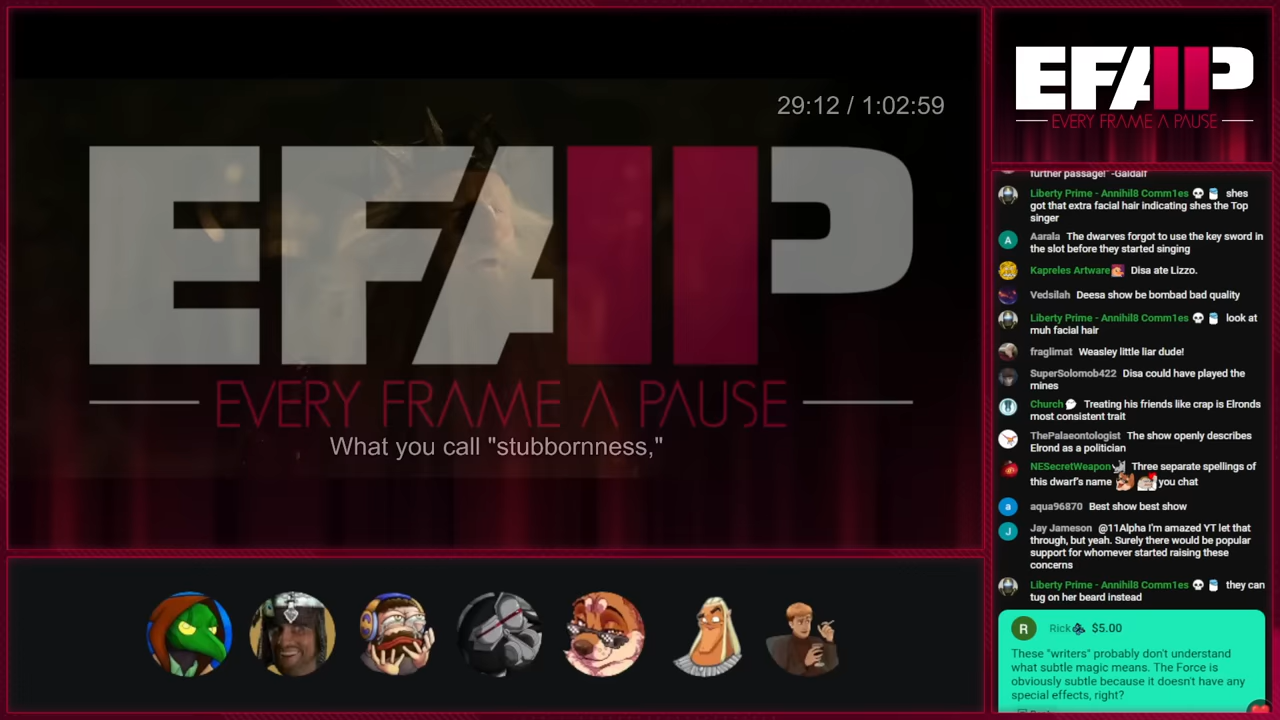 29:12 / 1:02:59
EFAP
EVERY FRAME A PAUSE
What you call "stubbornness,"
EFAP
EVERY FRAME A PAUSE
further passage!" -Galdalf
Liberty Prime - Annihil8 Comm1es shes
got that extra facial hair indicating shes the Top
singer
Aarala The dwarves forgot to use the key sword in
the slot before they started singing
Kapreles Artware Disa ate Lizzo.
Vedsilah Deesa show be bombad bad quality
Liberty Prime - Annihil8 Comm1es look at
muh facial hair
fraglimat Weasley little liar dude!
SuperSolomob422 Disa could have played the
mines
Church Treating his friends like crap is Elronds
most consistent trait
ThePalaeontologist The show openly describes
Elrond as a politician
NESecretWeapon Three separate spellings of
this dwarf's name you chat
a aqua96870 Best show best show
J Jay Jameson @11Alpha I'm amazed YT let that
through, but yeah. Surely there would be popular
support for whomever started raising these
concerns
Liberty Prime - Annihil8 Comm1es they can
tug on her beard instead
R Rick $5.00
These "writers" probably don't understand
what subtle magic means. The Force is
obviously subtle because it doesn't have any
special effects, right?